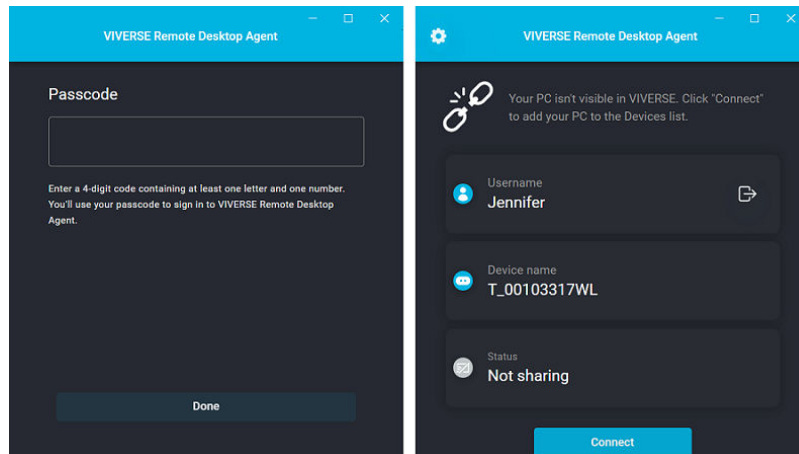 VIVERSE Remote Desktop Agent
Passcode
Enter a 4-digit code containing at least one letter and one number.
You'll use your passcode to sign in to VIVERSE Remote Desktop
Agent.
Done
VIVERSE Remote Desktop Agent
Your PC isn't visible in VIVERSE. Click "Connect"
to add your PC to the Devices list.
Username
Jennifer
Device name
T_00103317WL
Status
Not sharing
Connect